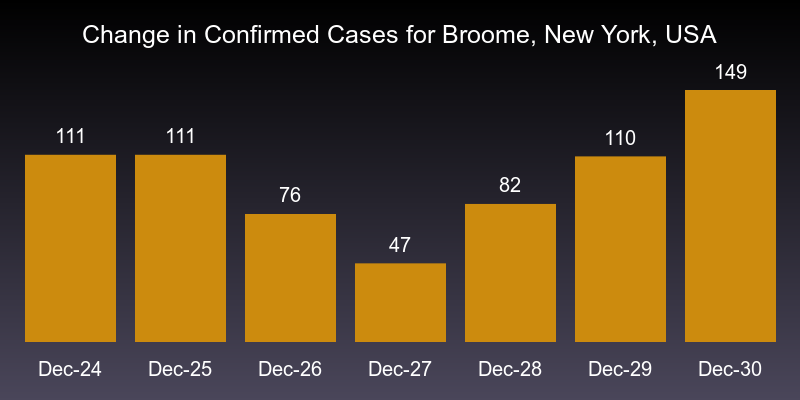 Change in Confirmed Cases for Broome, New York, USA
149
111 111 110
82
76
47
Dec-24 Dec-25 Dec-26 Dec-27 Dec-28 Dec-29 Dec-30